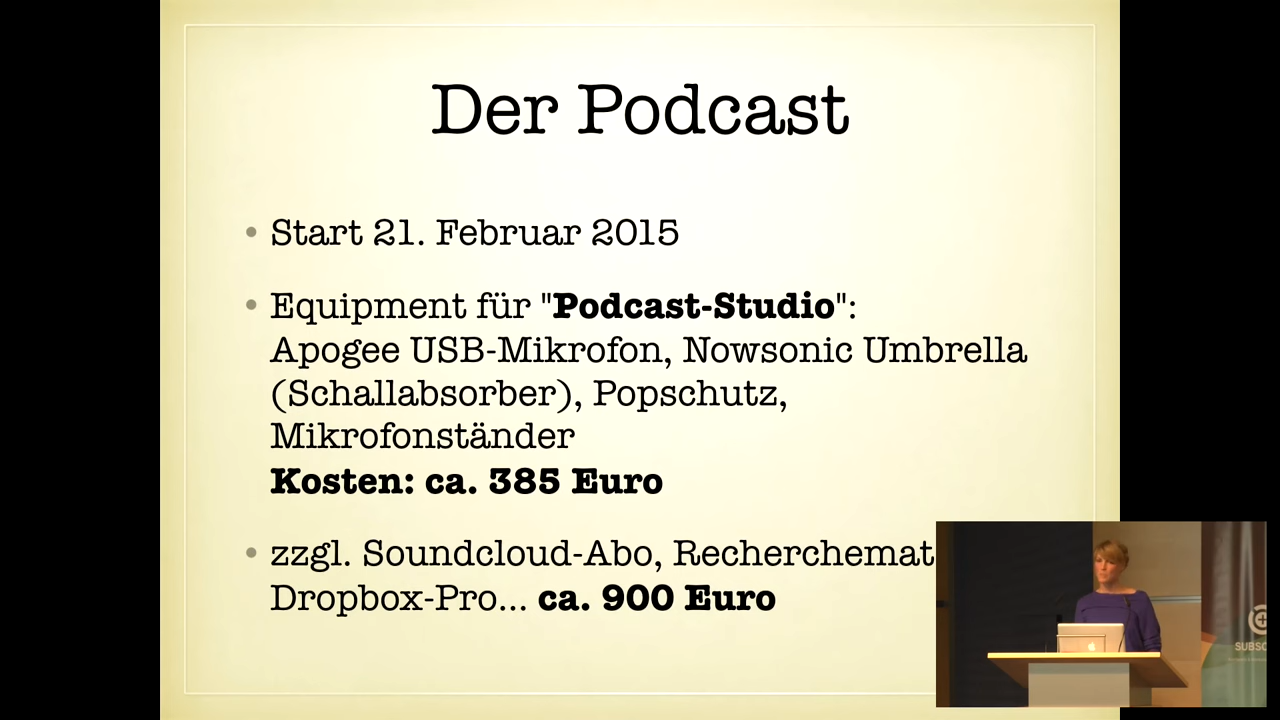 Der Podcast
• Start 21. Februar 2015
• Equipment für "Podcast-Studio":
Apogee USB-Mikrofon, Nowsonic Umbrella
(Schallabsorber), Popschutz,
Mikrofonständer
Kosten: ca. 385 Euro
• zzgl. Soundcloud-Abo,
Dropbox-Pro... ca. 900 Euro